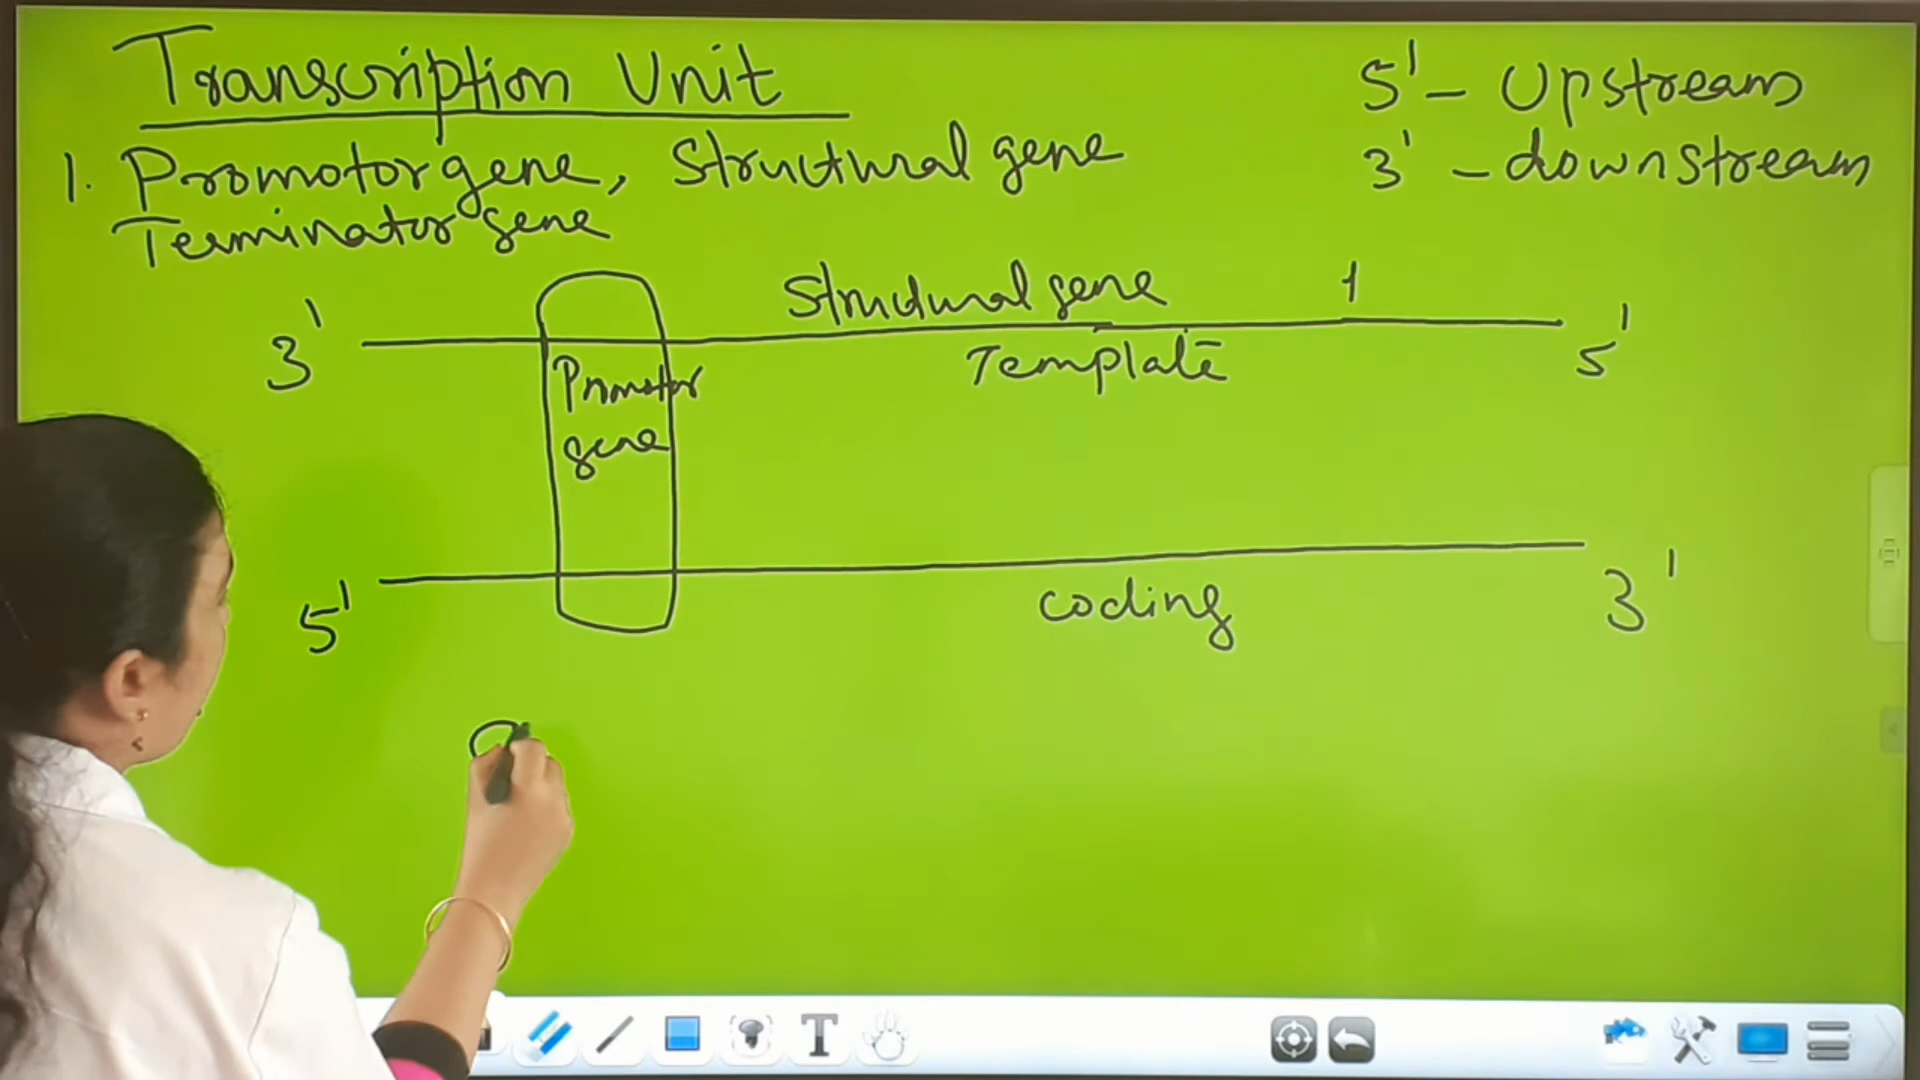 Transcription Unit
5' - Upstream
3' - downstream
1. Promotor gene, Structural gene
Terminator gene
Structural gene
3'
5'
Template
Promotor
gene
5'
coding
3'
T